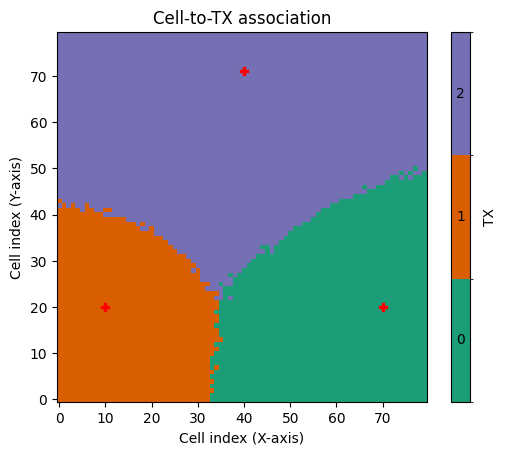 Cell-to-TX association
Cell index (Y-axis)
70
60
50
40
30
20
10
0
0 10 20 30 40 50 60 70
Cell index (X-axis)
2
1
0
TX